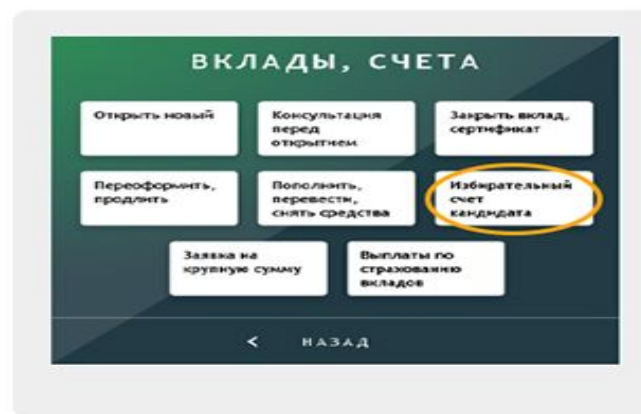 ВКЛАДЫ, СЧЕТА
Открыть новый
Консультация
перед
открытием
Закрыть вклад,
сертификат
Переоформить,
продлить
Пополнить,
перевести,
снять средства
Избирательный
счет
кандидата
Заявка на
крупную сумму
Выплаты по
страхованию
вкладов
< НАЗАД